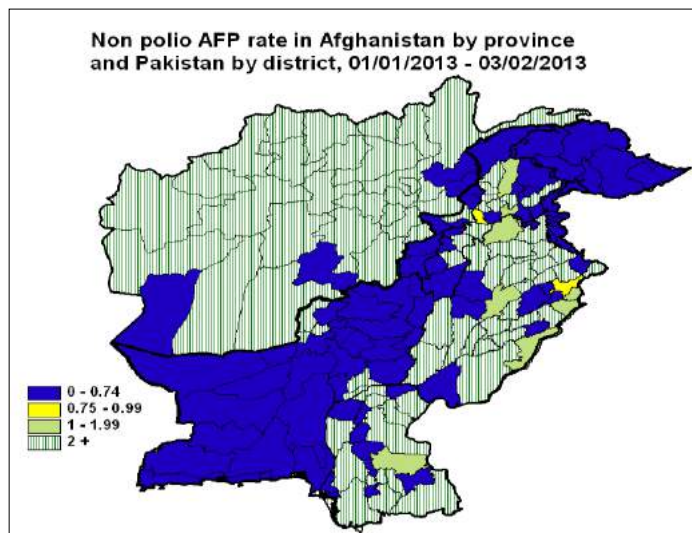 Non polio AFP rate in Afghanistan by province
and Pakistan by district, 01/01/2013 - 03/02/2013
0 - 0.74
0.75 - 0.99
1 - 1.99
2 +